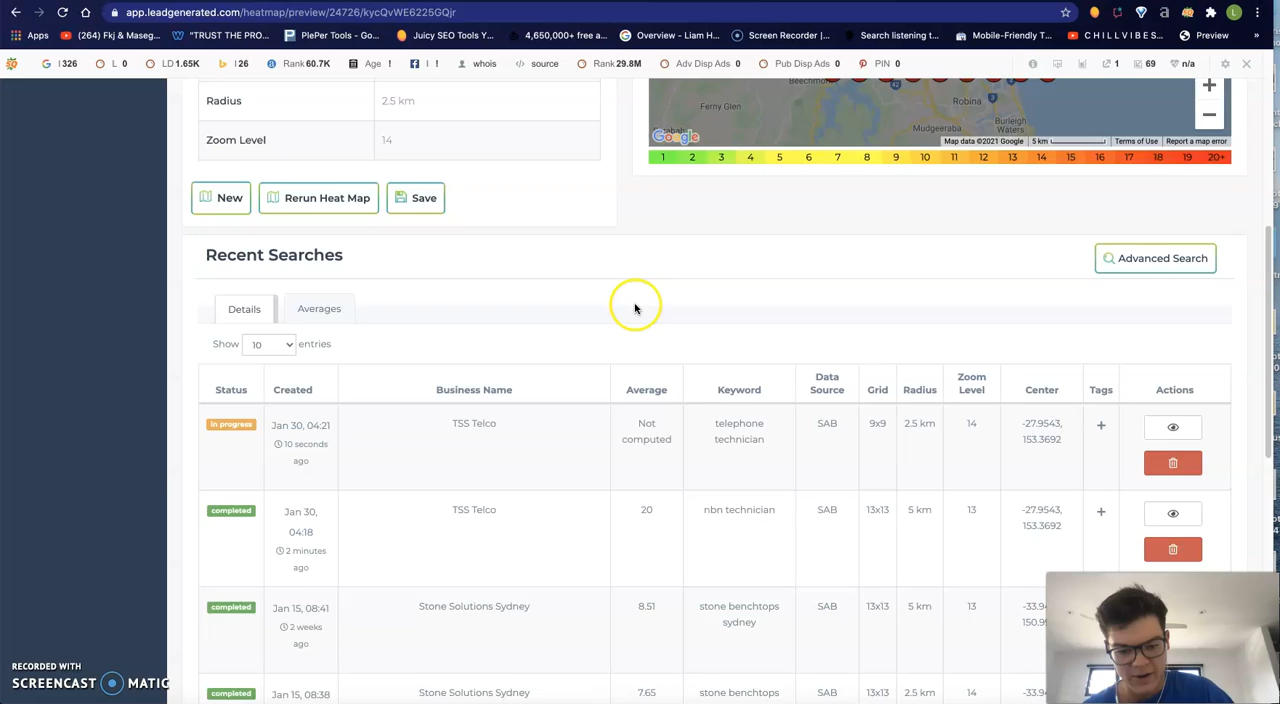 app.leadgenerated.com/heatmap/preview/24726/kycQvWE6225GQjr
Apps (264) Fkj & Maseg... "TRUST THE PRO... PlePer Tools - Go... Juicy SEO Tools Y... 4,650,000+ free a... Overview - Liam H... Screen Recorder |... Search listening t... Mobile-Friendly T... C H I L L V I B E S... Preview »
I 326 L 0 LD 1.65K I 26 Rank 60.7K Age ! I ! whois source Rank 29.8M Adv Disp Ads 0 Pub Disp Ads 0 PIN 0 1 69 n/a
Radius 2.5 km
Zoom Level 14
Ferny Glen
Robina
Mudgeeraba
Burleigh Waters
Google
Map data ©2021 Google 5 km Terms of Use Report a map error
1 2 3 4 5 6 7 8 9 10 11 12 13 14 15 16 17 18 19 20+
New Rerun Heat Map Save
Recent Searches
Advanced Search
Details Averages
Show 10 entries
Status Created Business Name Average Keyword Data Source Grid Radius Zoom Level Center Tags Actions
in progress Jan 30, 04:21 10 seconds ago TSS Telco Not computed telephone technician SAB 9x9 2.5 km 14 -27.9543, 153.3692 +
completed Jan 30, 04:18 2 minutes ago TSS Telco 20 nbn technician SAB 13x13 5 km 13 -27.9543, 153.3692 +
completed Jan 15, 08:41 2 weeks ago Stone Solutions Sydney 8.51 stone benchtops sydney SAB 13x13 5 km 13
completed Jan 15, 08:38 Stone Solutions Sydney 7.65 stone benchtops SAB 13x13 2.5 km 14
RECORDED WITH
SCREENCAST MATIC